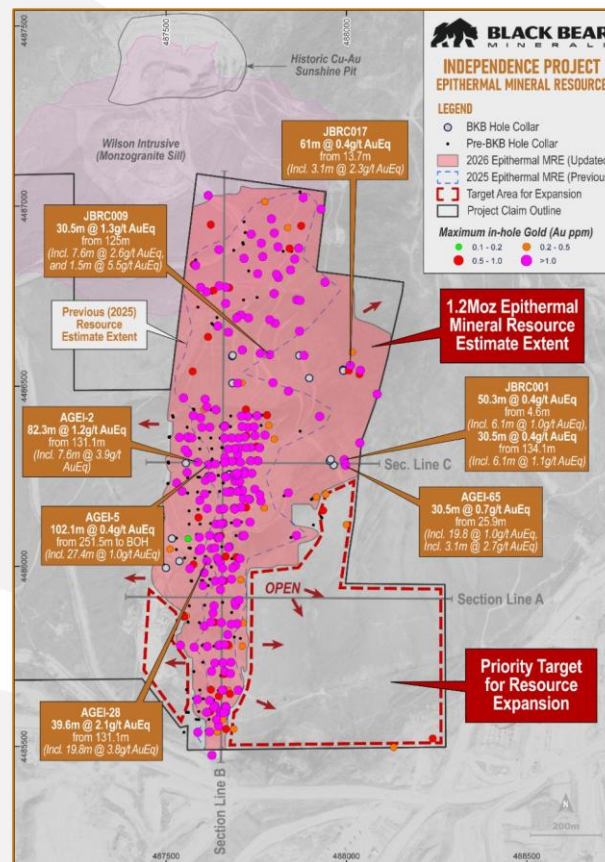 BLACK BEAR
MINERALS
INDEPENDENCE PROJECT
EPITHERMAL MINERAL RESOURCE
LEGEND
BKB Hole Collar
Pre-BKB Hole Collar
2026 Epithermal MRE (Updated
2025 Epithermal MRE (Previous
Target Area for Expansion
Project Claim Outline
Maximum in-hole Gold (Au ppm)
0.1 - 0.2
0.2 - 0.5
0.5 - 1.0
>1.0
487500
488000
4487500
Historic Cu-Au
Sunshine Pit
Wilson Intrusive
(Monzogranite Sill)
JBRC017
61m @ 0.4g/t AuEq
from 13.7m
(Incl. 3.1m @ 2.3g/t AuEq)
4487000
JBRC009
30.5m @ 1.3g/t AuEq
from 125m
(Incl. 7.6m @ 2.6g/t AuEq,
and 1.5m @ 5.5g/t AuEq)
Previous (2025)
Resource
Estimate Extent
1.2Moz Epithermal
Mineral Resource
Estimate Extent
4486500
JBRC001
50.3m @ 0.4g/t AuEq
from 4.6m
(Incl. 6.1m @ 1.0g/t AuEq),
30.5m @ 0.4g/t AuEq
from 134.1m
(Incl. 6.1m @ 1.1g/t AuEq)
AGEI-2
82.3m @ 1.2g/t AuEq
from 131.1m
(Incl. 7.6m @ 3.9g/t
AuEq)
Sec. Line C
AGEI-65
30.5m @ 0.7g/t AuEq
from 25.9m
(Incl. 19.8 @ 1.0g/t AuEq,
Incl. 3.1m @ 2.7g/t AuEq)
AGEI-5
102.1m @ 0.4g/t AuEq
from 251.5m to BOH
(Incl. 27.4m @ 1.0g/t AuEq)
4486000
OPEN
Section Line A
Priority Target
for Resource
Expansion
AGEI-28
39.6m @ 2.1g/t AuEq
from 131.1m
(Incl. 19.8m @ 3.8g/t AuEq)
4485500
Section Line B
N
200m
487500
488000
488500